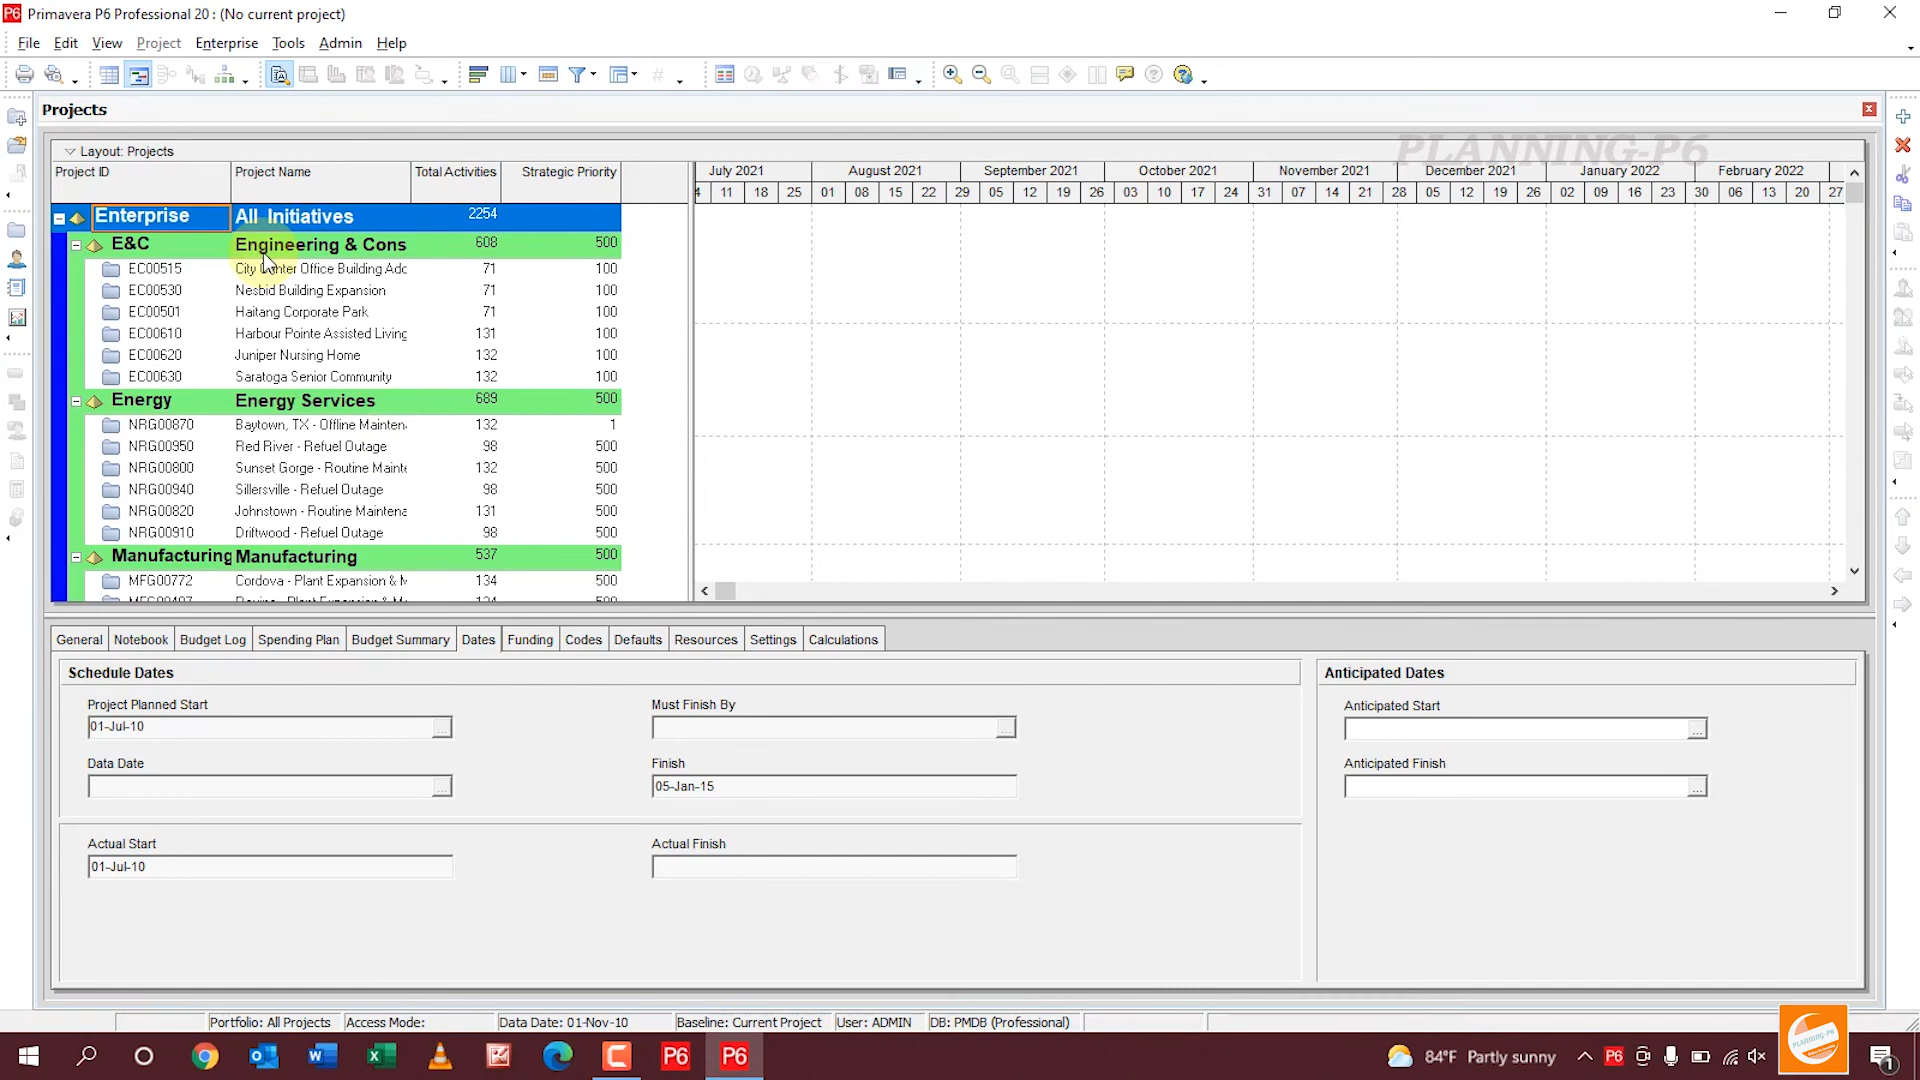 Primavera P6 Professional 20 : (No current project)
File Edit View Project Enterprise Tools Admin Help
Projects
PLANNING-P6
Layout: Projects
Project ID Project Name Total Activities Strategic Priority
July 2021 August 2021 September 2021 October 2021 November 2021 December 2021 January 2022 February 2022
4 11 18 25 01 08 15 22 29 05 12 19 26 03 10 17 24 31 07 14 21 28 05 12 19 26 02 09 16 23 30 06 13 20 27
Enterprise All Initiatives 2254
E&C Engineering & Cons 608 500
EC00515 City Center Office Building Adc 71 100
EC00530 Nesbid Building Expansion 71 100
EC00501 Haitang Corporate Park 71 100
EC00610 Harbour Pointe Assisted Living 131 100
EC00620 Juniper Nursing Home 132 100
EC00630 Saratoga Senior Community 132 100
Energy Energy Services 689 500
NRG00870 Baytown, TX - Offline Mainten 132 1
NRG00950 Red River - Refuel Outage 98 500
NRG00800 Sunset Gorge - Routine Mainte 132 500
NRG00940 Sillersville - Refuel Outage 98 500
NRG00820 Johnstown - Routine Maintena 131 500
NRG00910 Driftwood - Refuel Outage 98 500
Manufacturing Manufacturing 537 500
MFG00772 Cordova - Plant Expansion & M 134 500
General Notebook Budget Log Spending Plan Budget Summary Dates Funding Codes Defaults Resources Settings Calculations
Schedule Dates
Anticipated Dates
Project Planned Start
Must Finish By
Anticipated Start
01-Jul-10
Data Date
Finish
Anticipated Finish
05-Jan-15
Actual Start
Actual Finish
01-Jul-10
Portfolio: All Projects Access Mode: Data Date: 01-Nov-10 Baseline: Current Project User: ADMIN DB: PMDB (Professional)
84°F Partly sunny
PLANNING-P6